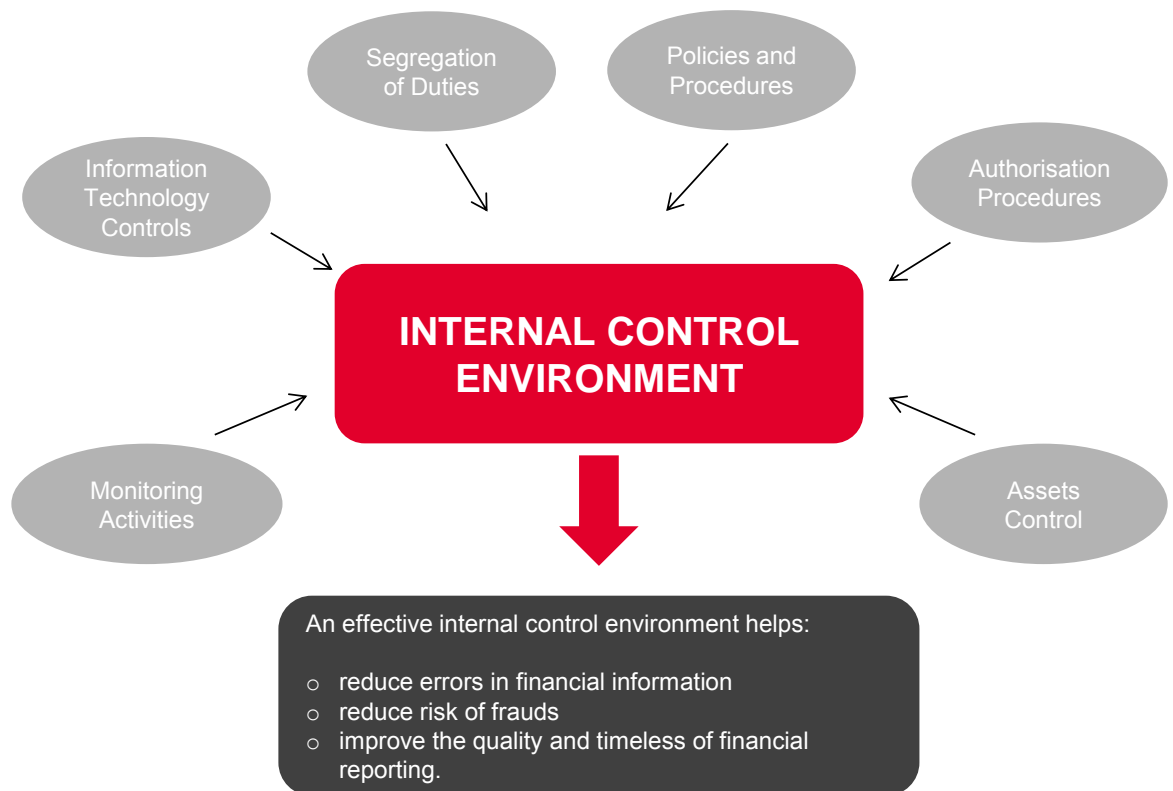 Segregation
of Duties
Policies and
Procedures
Information
Technology
Controls
Authorisation
Procedures
INTERNAL CONTROL
ENVIRONMENT
Monitoring
Activities
Assets
Control
An effective internal control environment helps:
o reduce errors in financial information
o reduce risk of frauds
o improve the quality and timeless of financial
reporting.